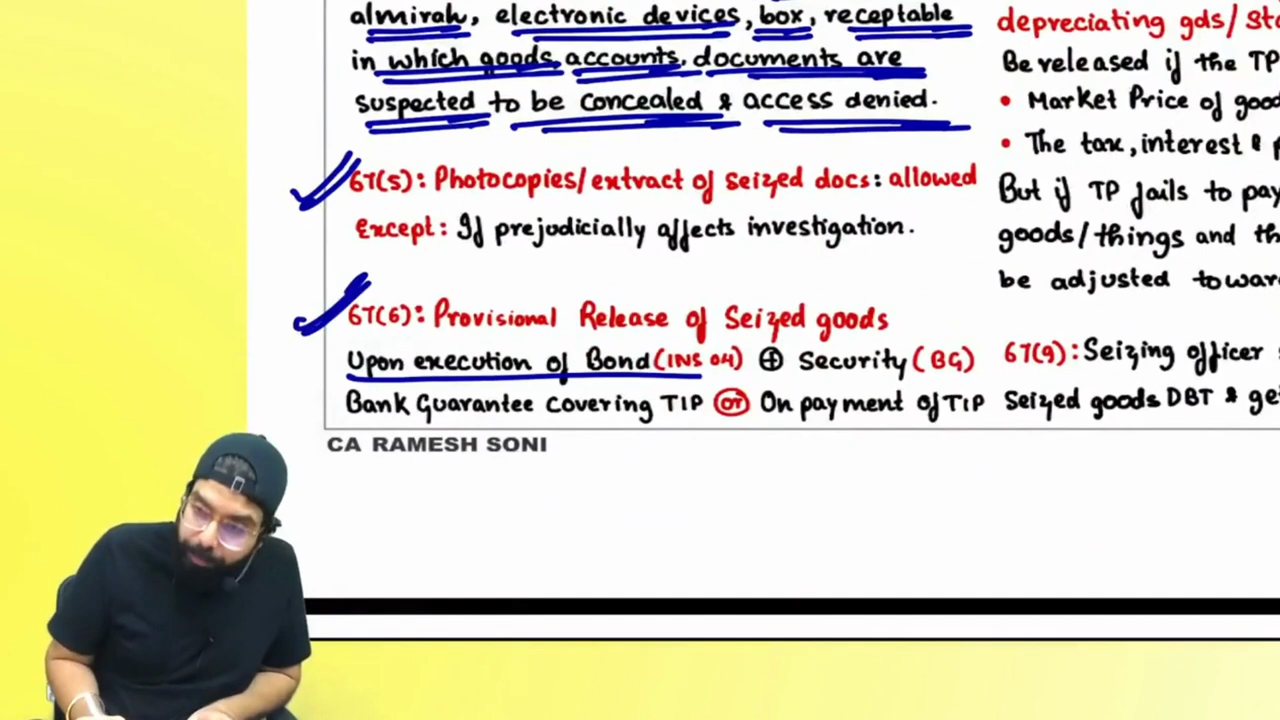 almirah, electronic devices, box, receptable
in which goods, accounts, documents are
suspected to be concealed & access denied.
67(5): Photocopies/extract of seized docs: allowed
Except: If prejudicially affects investigation.
67(6): Provisional Release of Seized goods
Upon execution of Bond (INS 04) ⊕ Security (BG)
Bank Guarantee covering TIP or On payment of TIP
CA RAMESH SONI
depreciating gds/
Be released if the TP
• Market Price of
• The tax, interest &
But if TP fails to pay
goods/things and
be adjusted
67(9): Seizing officer
Seized goods DBT &